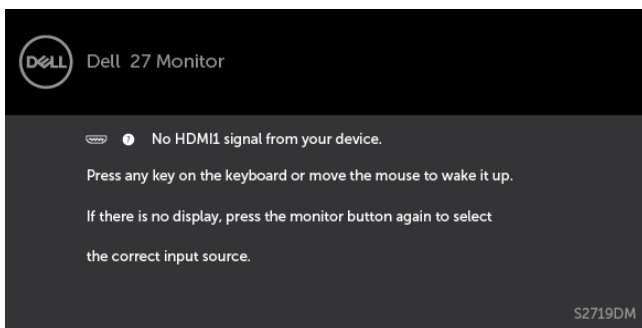 DELL
Dell 27 Monitor
? No HDMI1 signal from your device.
Press any key on the keyboard or move the mouse to wake it up.
If there is no display, press the monitor button again to select
the correct input source.
S2719DM